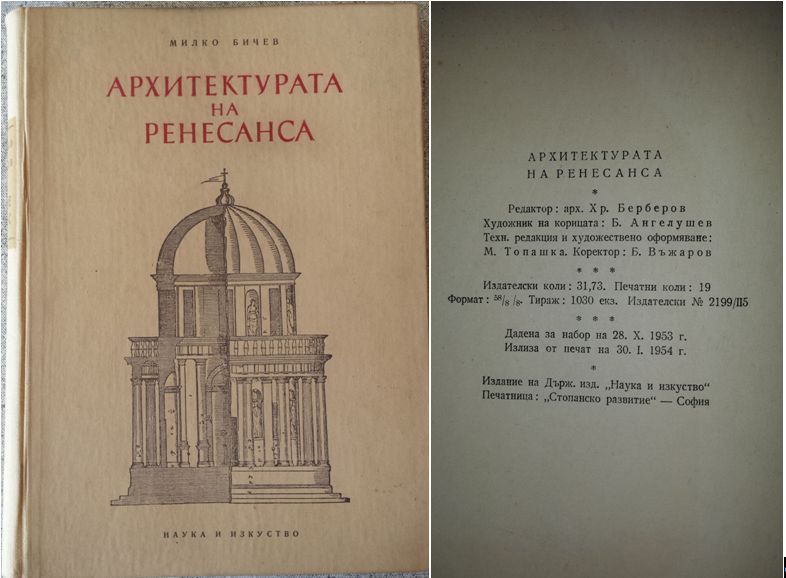 МИЛКО БИЧЕВ
АРХИТЕКТУРАТА
НА
РЕНЕСАНСА
НАУКА И ИЗКУСТВО
АРХИТЕКТУРАТА
НА РЕНЕСАНСА
*
Редактор: арх. Хр. Берберов
Художник на корицата: Б. Ангелушев
Техн. редакция и художествено оформяване:
М. Топашка. Коректор: Б. Въжаров
* * *
Издателски коли: 31,73. Печатни коли: 19
Формат: 58/8/8. Тираж: 1030 екз. Издателски № 2199/II5
* * *
Дадена за набор на 28. X. 1953 г.
Излиза от печат на 30. I. 1954 г.
*
Издание на Държ. изд. „Наука и изкуство“
Печатница: „Стопанско развитие“ — София